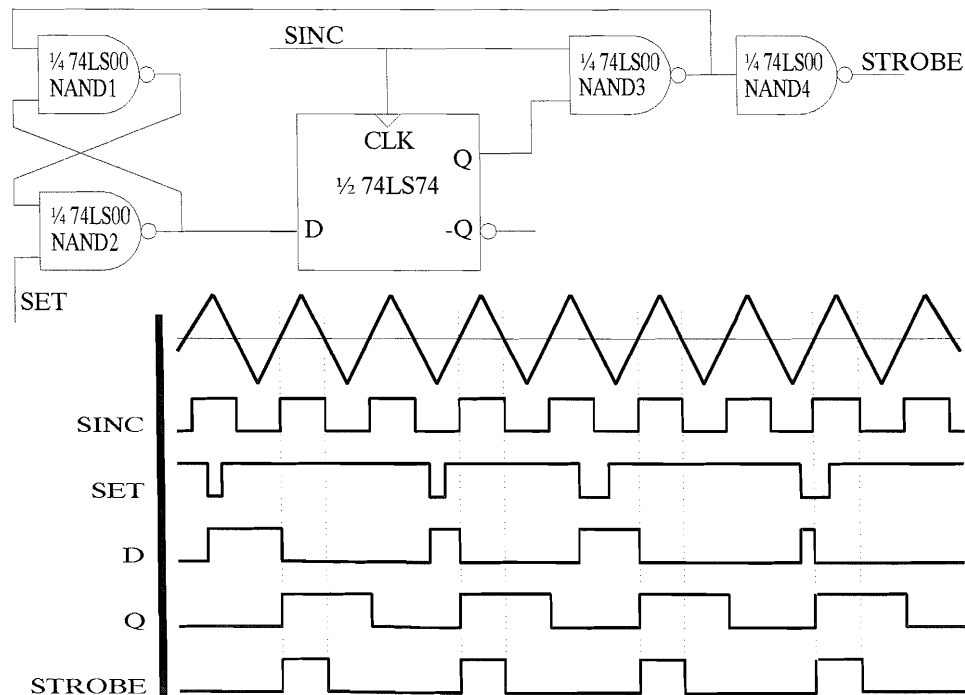 SINC
¼ 74LS00
NAND1
¼ 74LS00
NAND3
¼ 74LS00
NAND4
STROBE
CLK
Q
½ 74LS74
¼ 74LS00
NAND2
D
-Q
SET
SINC
SET
D
Q
STROBE